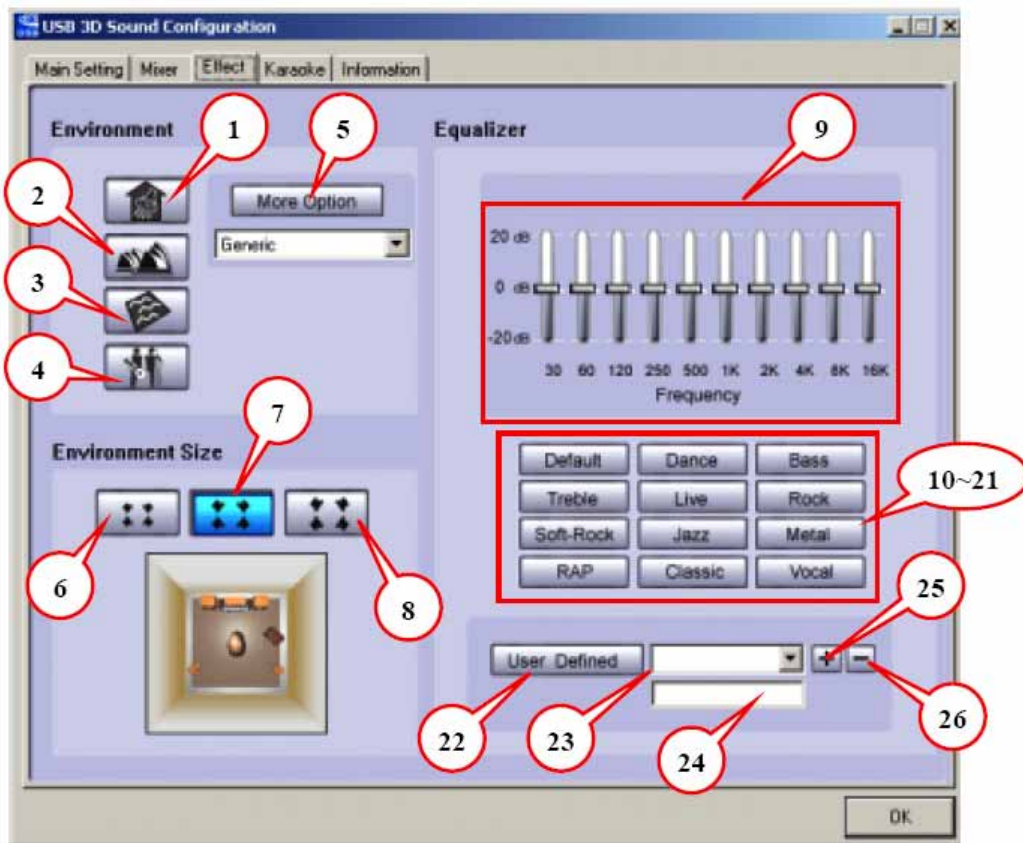 USB 3D Sound Configuration
Main Setting Mixer Effect Karaoke Information
Environment
1
5
Equalizer
9
2
More Option
Generic
3
4
20 dB
0 dB
-20 dB
30 60 120 250 500 1K 2K 4K 8K 16K
Frequency
7
Environment Size
6
8
Default Dance Bass
Treble Live Rock
Soft-Rock Jazz Metal
RAP Classic Vocal
10~21
25
User Defined
22
23
24
26
OK